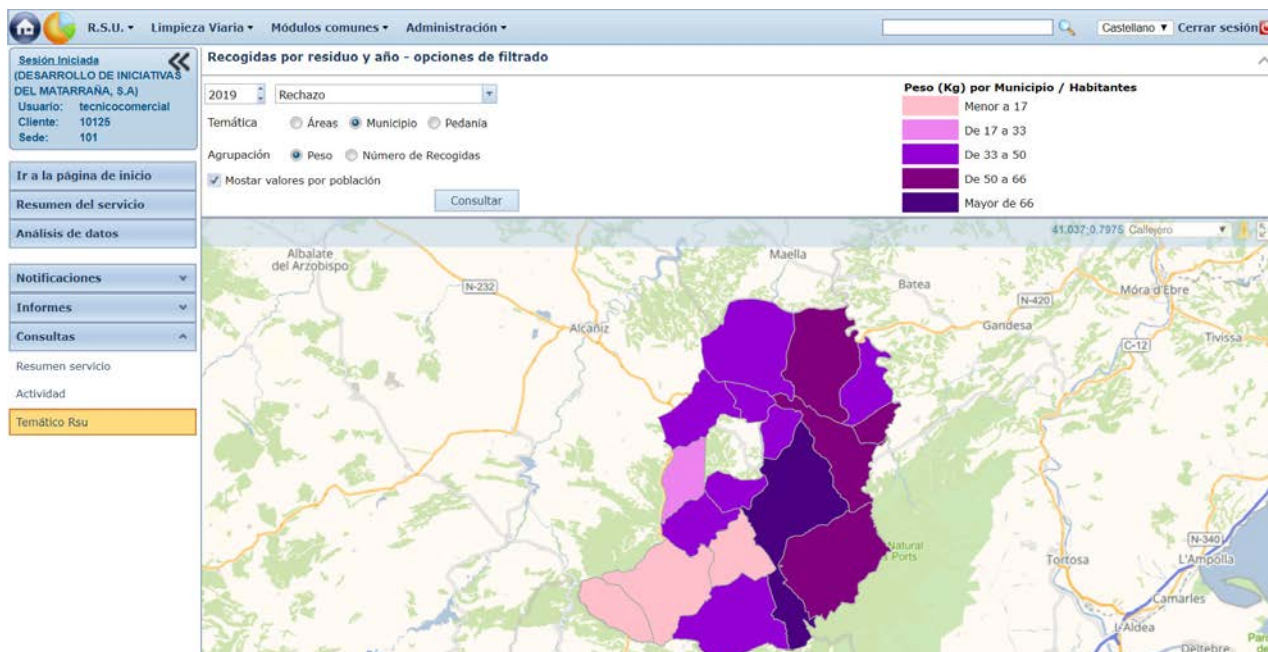 R.S.U. Limpieza Viaria Módulos comunes Administración Castellano Cerrar sesión
Sesión Iniciada
(DESARROLLO DE INICIATIVAS
DEL MATARRAÑA, S.A)
Usuario: tecnicocomercial
Cliente: 10125
Sede: 101
Ir a la página de inicio
Resumen del servicio
Análisis de datos
Notificaciones
Informes
Consultas
Resumen servicio
Actividad
Temático Rsu
Recogidas por residuo y año - opciones de filtrado
2019 Rechazo
Temática Áreas Municipio Pedanía
Agrupación Peso Número de Recogidas
Mostar valores por población
Consultar
Peso (Kg) por Municipio / Habitantes
Menor a 17
De 17 a 33
De 33 a 50
De 50 a 66
Mayor de 66
41.037;0.7975 Callejero
Albalate
del Arzobispo
N-232
Alcañiz
Maella
Batea
N-420
Móra d'Ebre
Gandesa
C-12
Tivissa
Natural
Ports
Tortosa
N-340
L'Ampolla
Camarles
L'Aldea
Deltebre